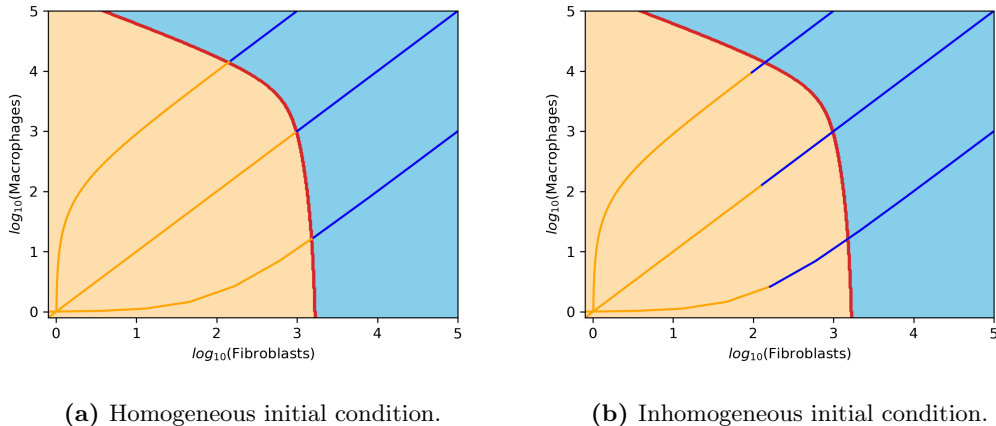 5
4
3
2
1
0
log10(Macrophages)
0 1 2 3 4 5
log10(Fibroblasts)
(a) Homogeneous initial condition.
5
4
3
2
1
0
log10(Macrophages)
0 1 2 3 4 5
log10(Fibroblasts)
(b) Inhomogeneous initial condition.